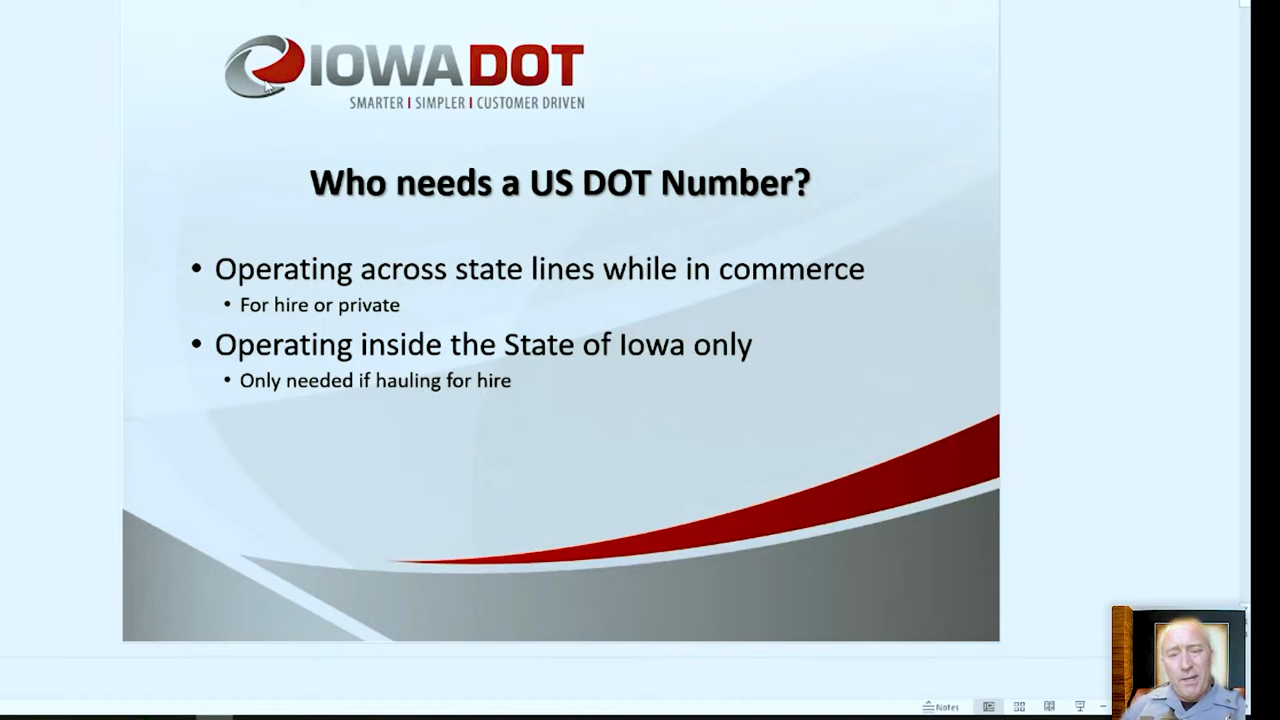 IOWADOT
SMARTER | SIMPLER | CUSTOMER DRIVEN
Who needs a US DOT Number?
• Operating across state lines while in commerce
• For hire or private
• Operating inside the State of Iowa only
• Only needed if hauling for hire
Notes